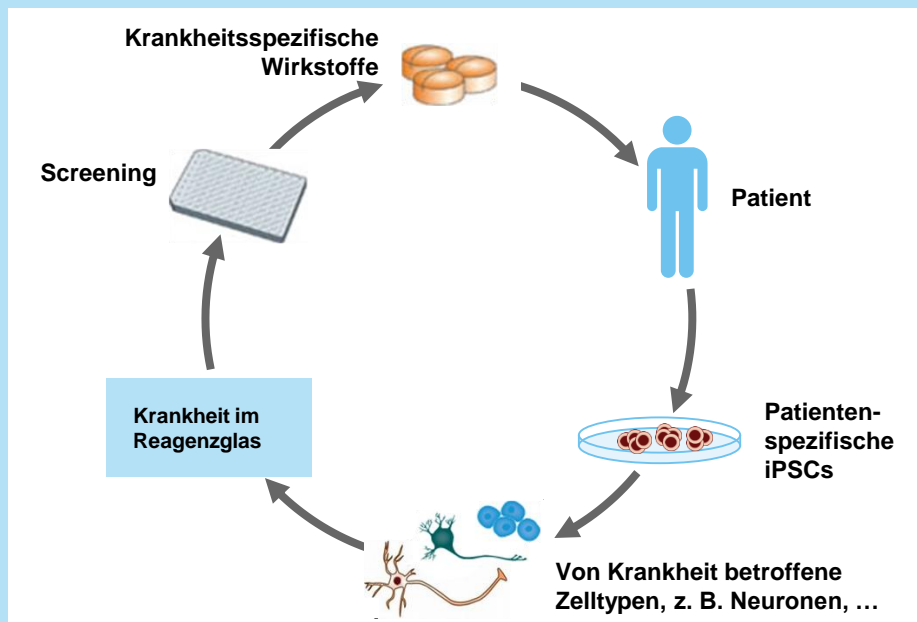 Krankheitsspezifische
Wirkstoffe
Screening
Patient
Krankheit im
Reagenzglas
Patienten-
spezifische
iPSCs
Von Krankheit betroffene
Zelltypen, z. B. Neuronen, …